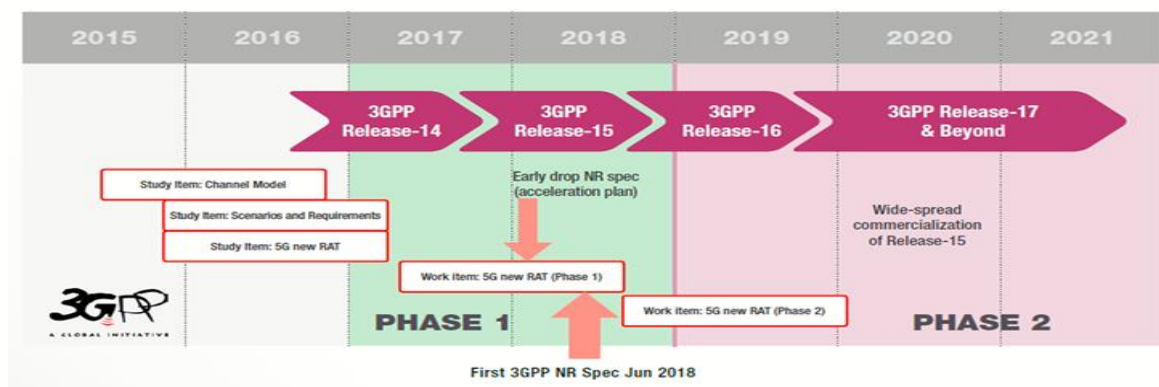 2015 2016 2017 2018 2019 2020 2021
3GPP
Release-14
3GPP
Release-15
3GPP
Release-16
3GPP Release-17
& Beyond
Study Item: Channel Model
Study Item: Scenarios and Requirements
Study Item: 5G new RAT
Early drop NR spec
(acceleration plan)
Wide-spread
commercialization
of Release-15
Work item: 5G new RAT (Phase 1)
Work item: 5G new RAT (Phase 2)
3GPP
A GLOBAL INITIATIVE
PHASE 1
PHASE 2
First 3GPP NR Spec Jun 2018